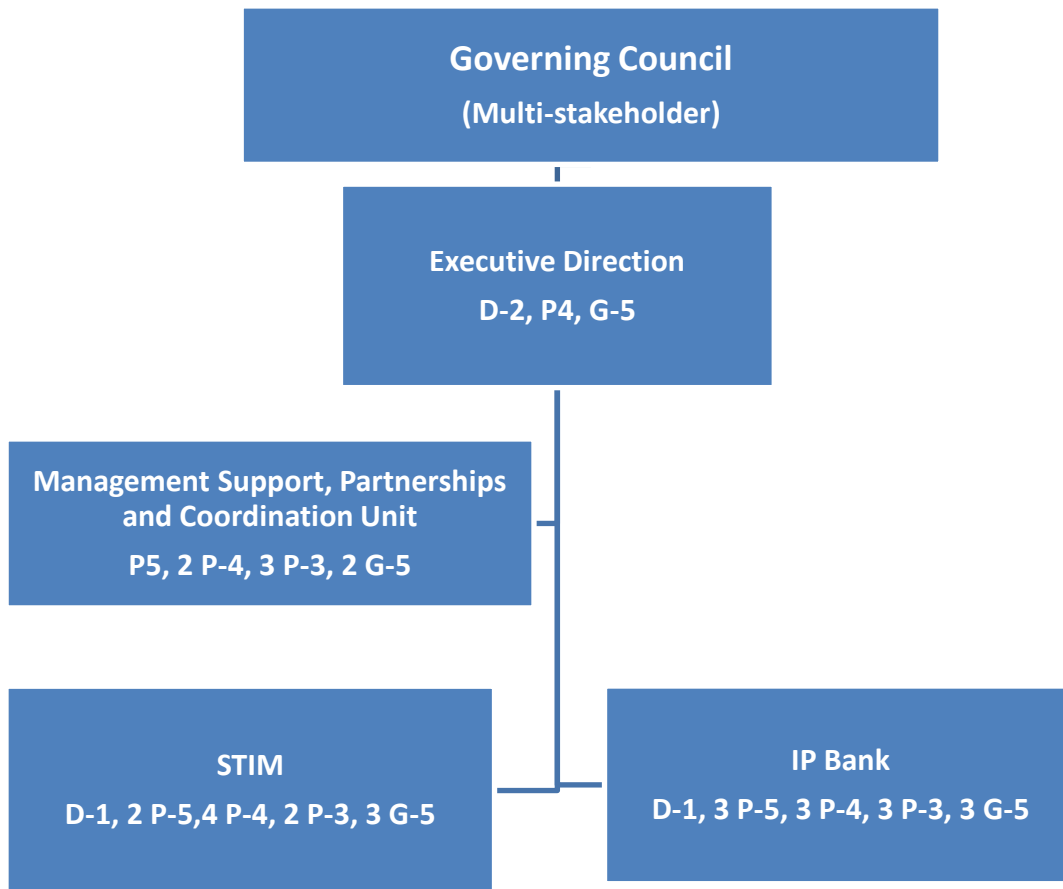 Governing Council
(Multi-stakeholder)
Executive Direction
D-2, P4, G-5
Management Support, Partnerships
and Coordination Unit
P5, 2 P-4, 3 P-3, 2 G-5
STIM
D-1, 2 P-5,4 P-4, 2 P-3, 3 G-5
IP Bank
D-1, 3 P-5, 3 P-4, 3 P-3, 3 G-5